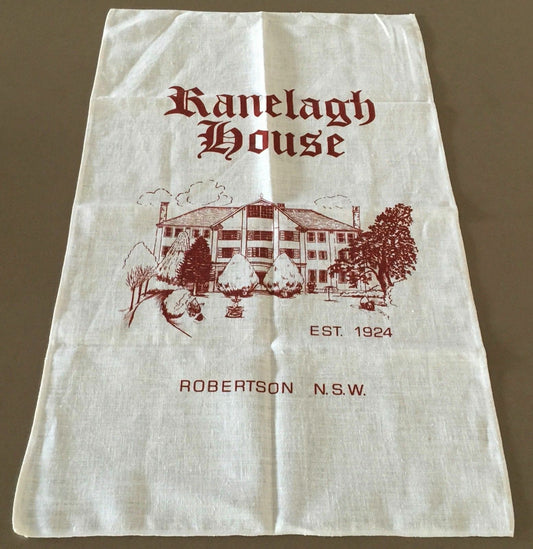 Ranelagh
House
EST. 1924
ROBERTSON N.S.W.